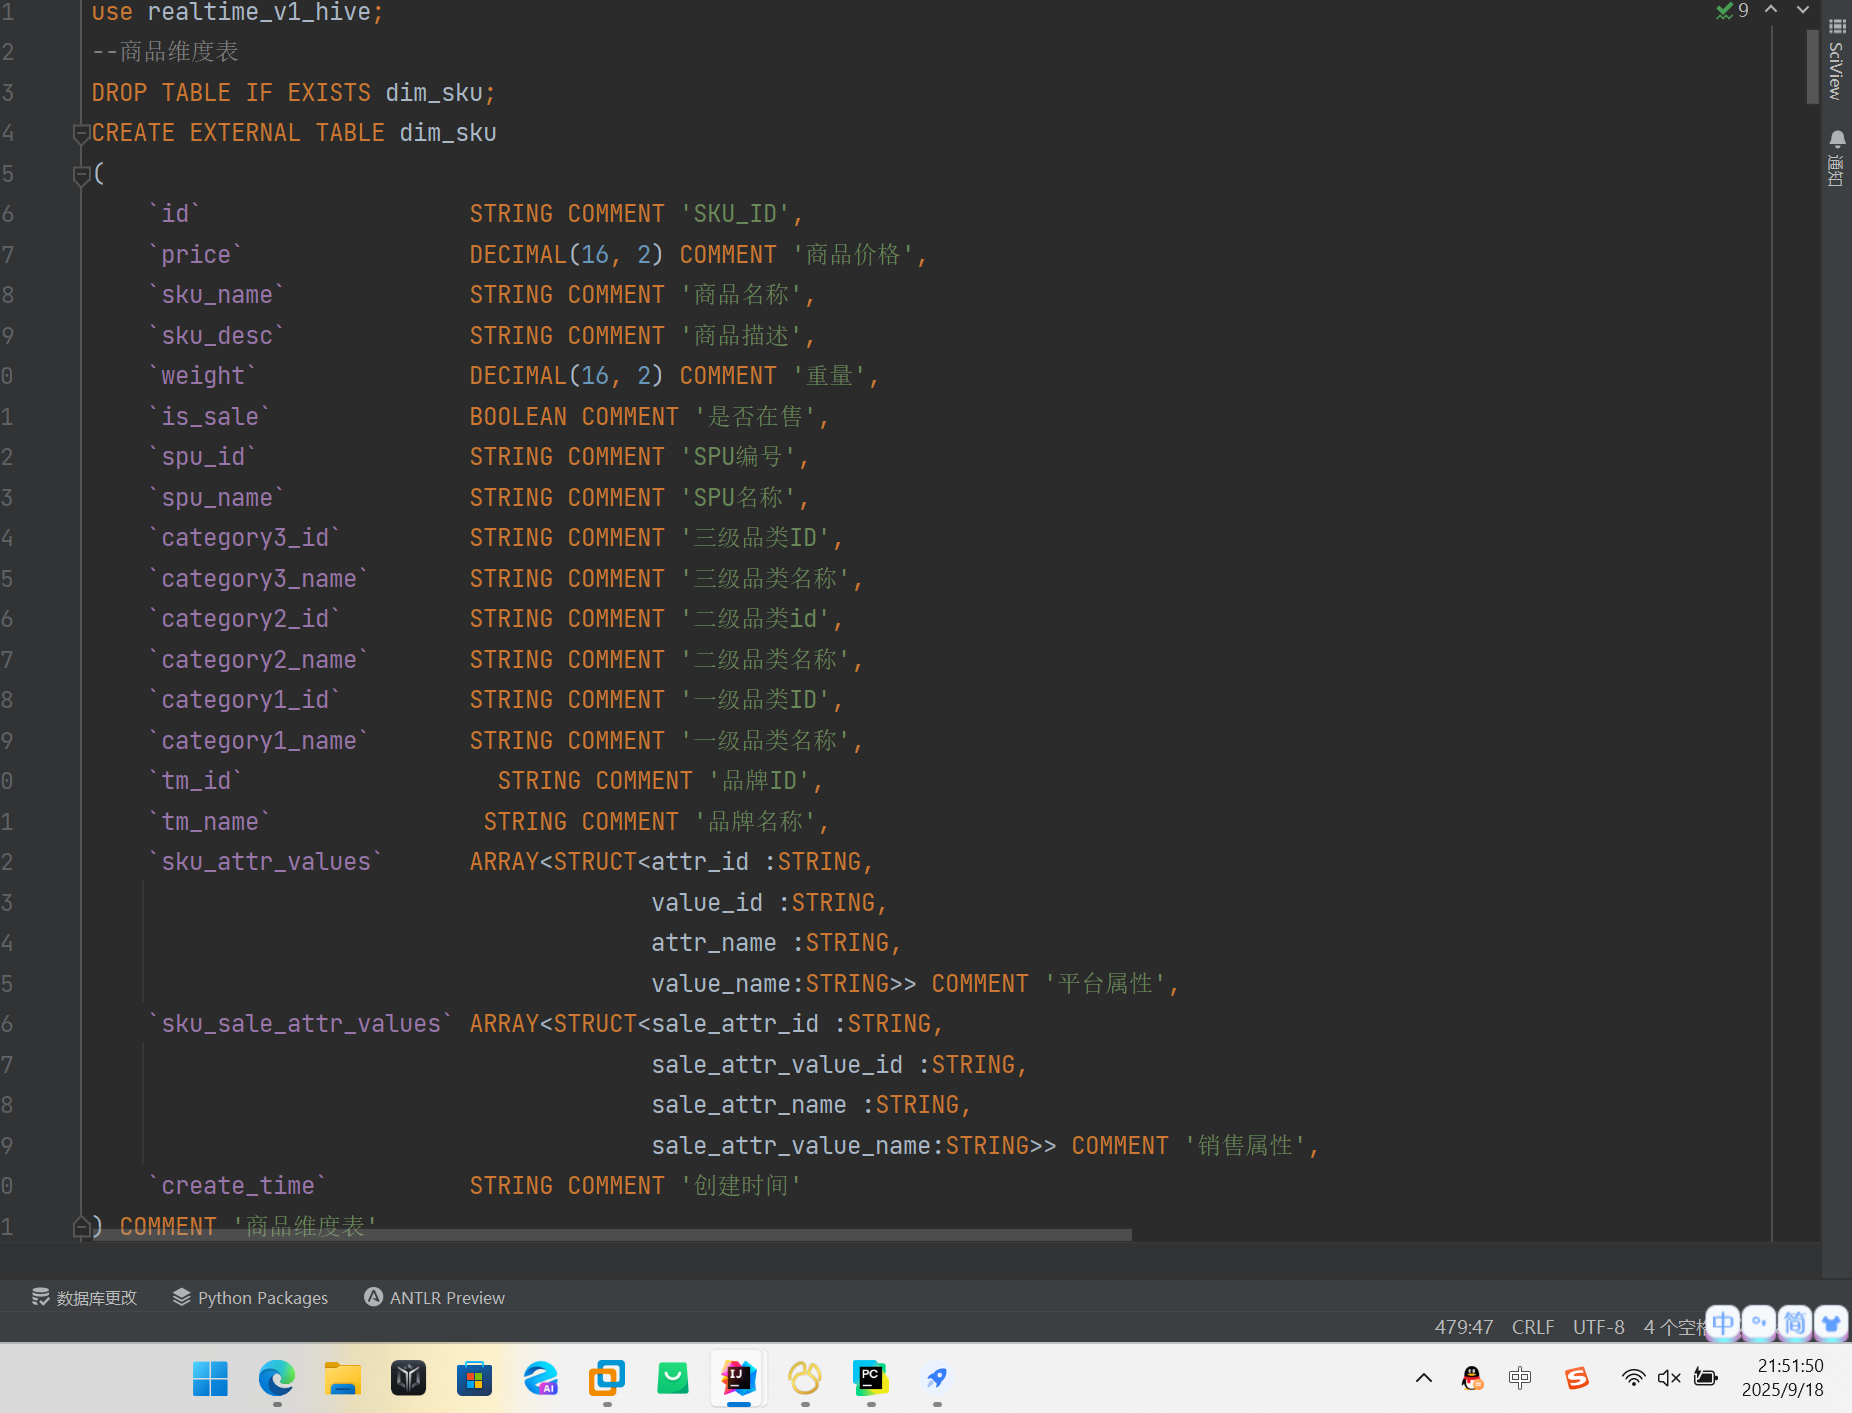 1 use realtime_v1_hive;
9
2 --商品维度表
3 DROP TABLE IF EXISTS dim_sku;
4 CREATE EXTERNAL TABLE dim_sku
5 (
6 `id` STRING COMMENT 'SKU_ID',
7 `price` DECIMAL(16, 2) COMMENT '商品价格',
8 `sku_name` STRING COMMENT '商品名称',
9 `sku_desc` STRING COMMENT '商品描述',
0 `weight` DECIMAL(16, 2) COMMENT '重量',
1 `is_sale` BOOLEAN COMMENT '是否在售',
2 `spu_id` STRING COMMENT 'SPU编号',
3 `spu_name` STRING COMMENT 'SPU名称',
4 `category3_id` STRING COMMENT '三级品类ID',
5 `category3_name` STRING COMMENT '三级品类名称',
6 `category2_id` STRING COMMENT '二级品类id',
7 `category2_name` STRING COMMENT '二级品类名称',
8 `category1_id` STRING COMMENT '一级品类ID',
9 `category1_name` STRING COMMENT '一级品类名称',
0 `tm_id` STRING COMMENT '品牌ID',
1 `tm_name` STRING COMMENT '品牌名称',
2 `sku_attr_values` ARRAY<STRUCT<attr_id :STRING,
3 value_id :STRING,
4 attr_name :STRING,
5 value_name:STRING>> COMMENT '平台属性',
6 `sku_sale_attr_values` ARRAY<STRUCT<sale_attr_id :STRING,
7 sale_attr_value_id :STRING,
8 sale_attr_name :STRING,
9 sale_attr_value_name:STRING>> COMMENT '销售属性',
0 `create_time` STRING COMMENT '创建时间'
1 ) COMMENT '商品维度表'
SciView
通知
数据库更改 Python Packages ANTLR Preview
479:47 CRLF UTF-8 4 个空格
中 简
AI IJ PC 中 S
21:51:50
2025/9/18